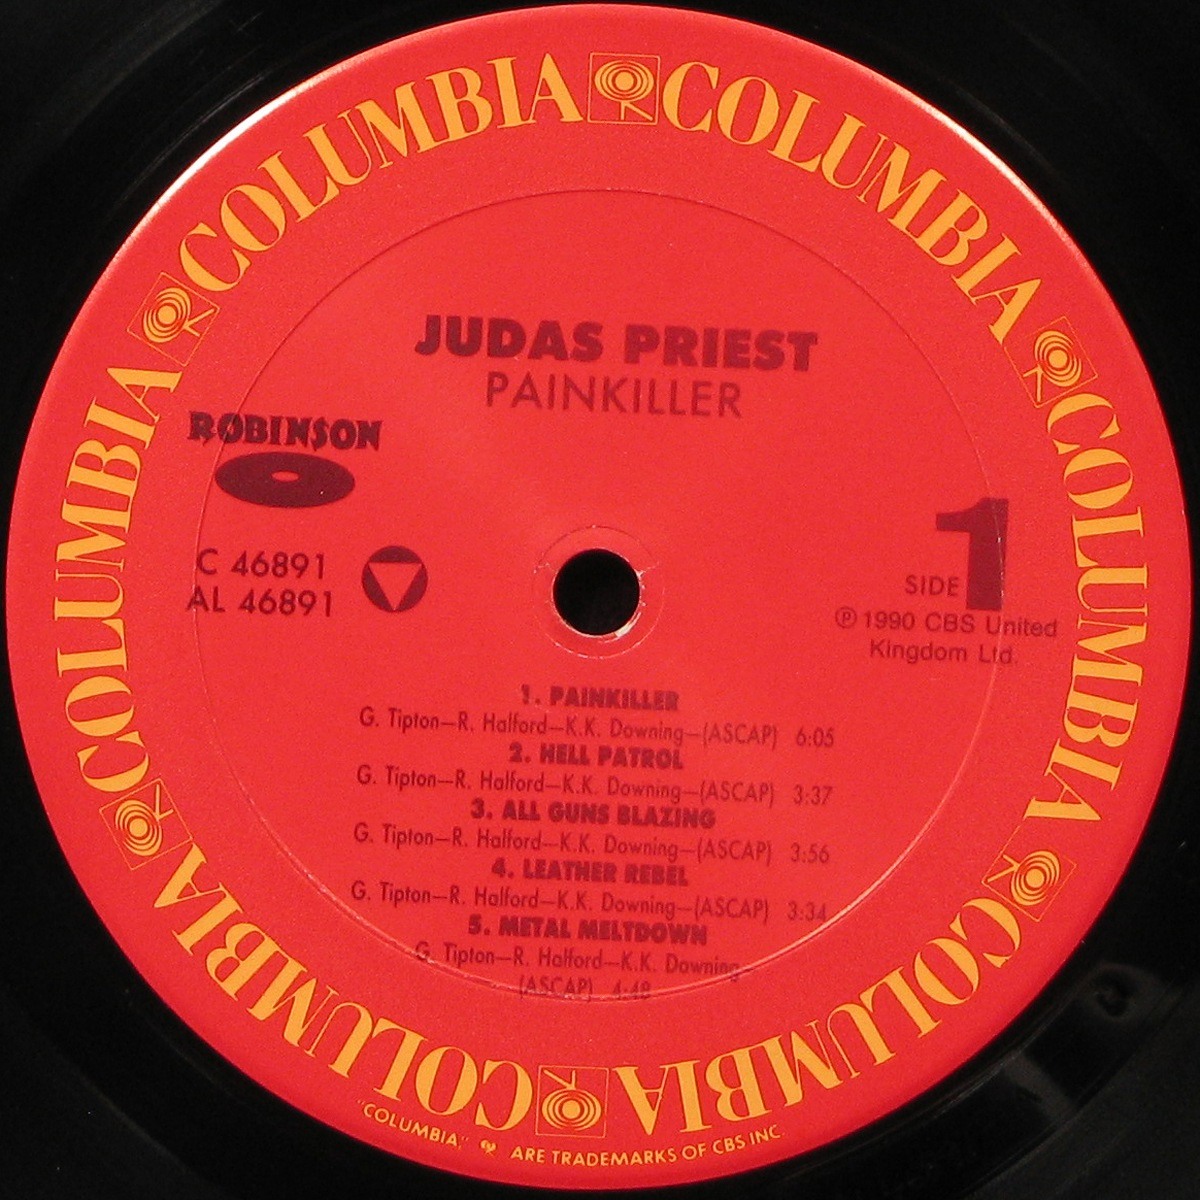 COLUMBIA COLUMBIA COLUMBIA COLUMBIA COLUMBIA COLUMBIA
JUDAS PRIEST
PAINKILLER
ROBIN$ON
C 46891
AL 46891
SIDE 1
℗ 1990 CBS United
Kingdom Ltd.
1. PAINKILLER
G. Tipton—R. Halford—K.K. Downing—(ASCAP) 6:05
2. HELL PATROL
G. Tipton—R. Halford—K.K. Downing—(ASCAP) 3:37
3. ALL GUNS BLAZING
G. Tipton—R. Halford—K.K. Downing—(ASCAP) 3:56
4. LEATHER REBEL
G. Tipton—R. Halford—K.K. Downing—(ASCAP) 3:34
5. METAL MELTDOWN
G. Tipton—R. Halford—K.K. Downing—
(ASCAP) 4:48
"COLUMBIA," ARE TRADEMARKS OF CBS INC.